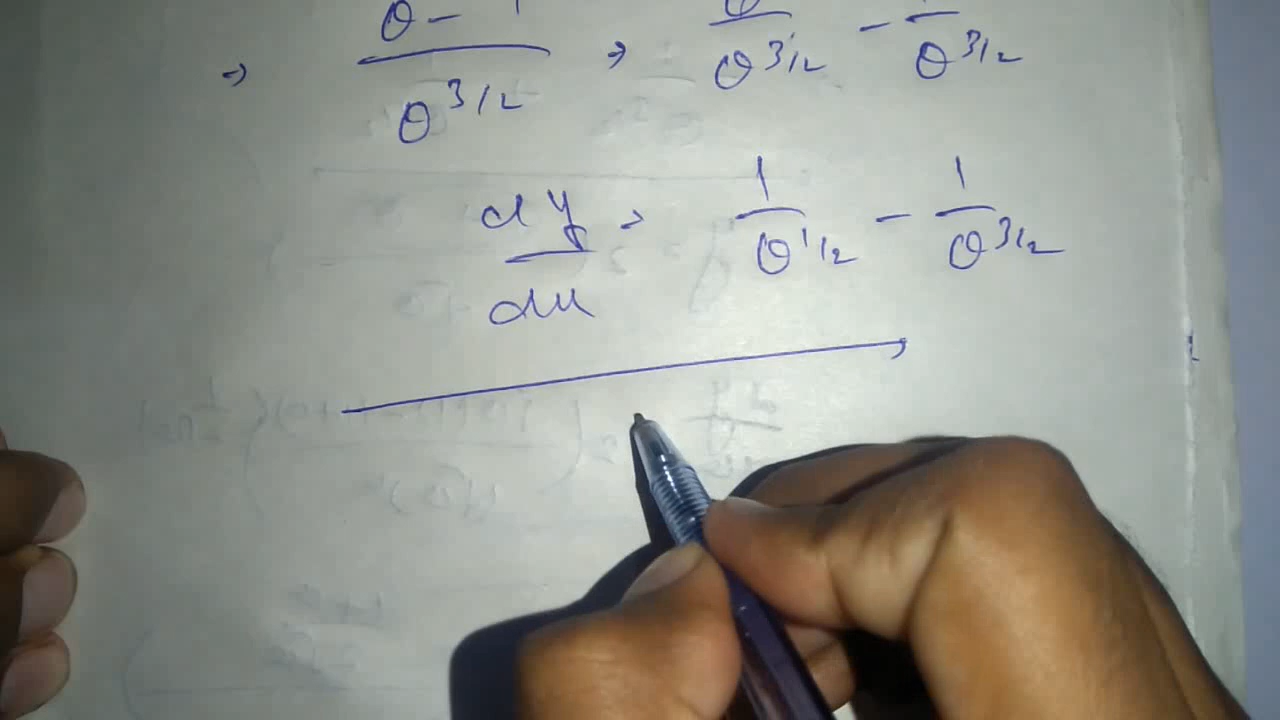 ⇒ θ - 1 / θ^3/2 ⇒ θ / θ^3/2 - 1 / θ^3/2
dy / dx = 1 / θ^1/2 - 1 / θ^3/2